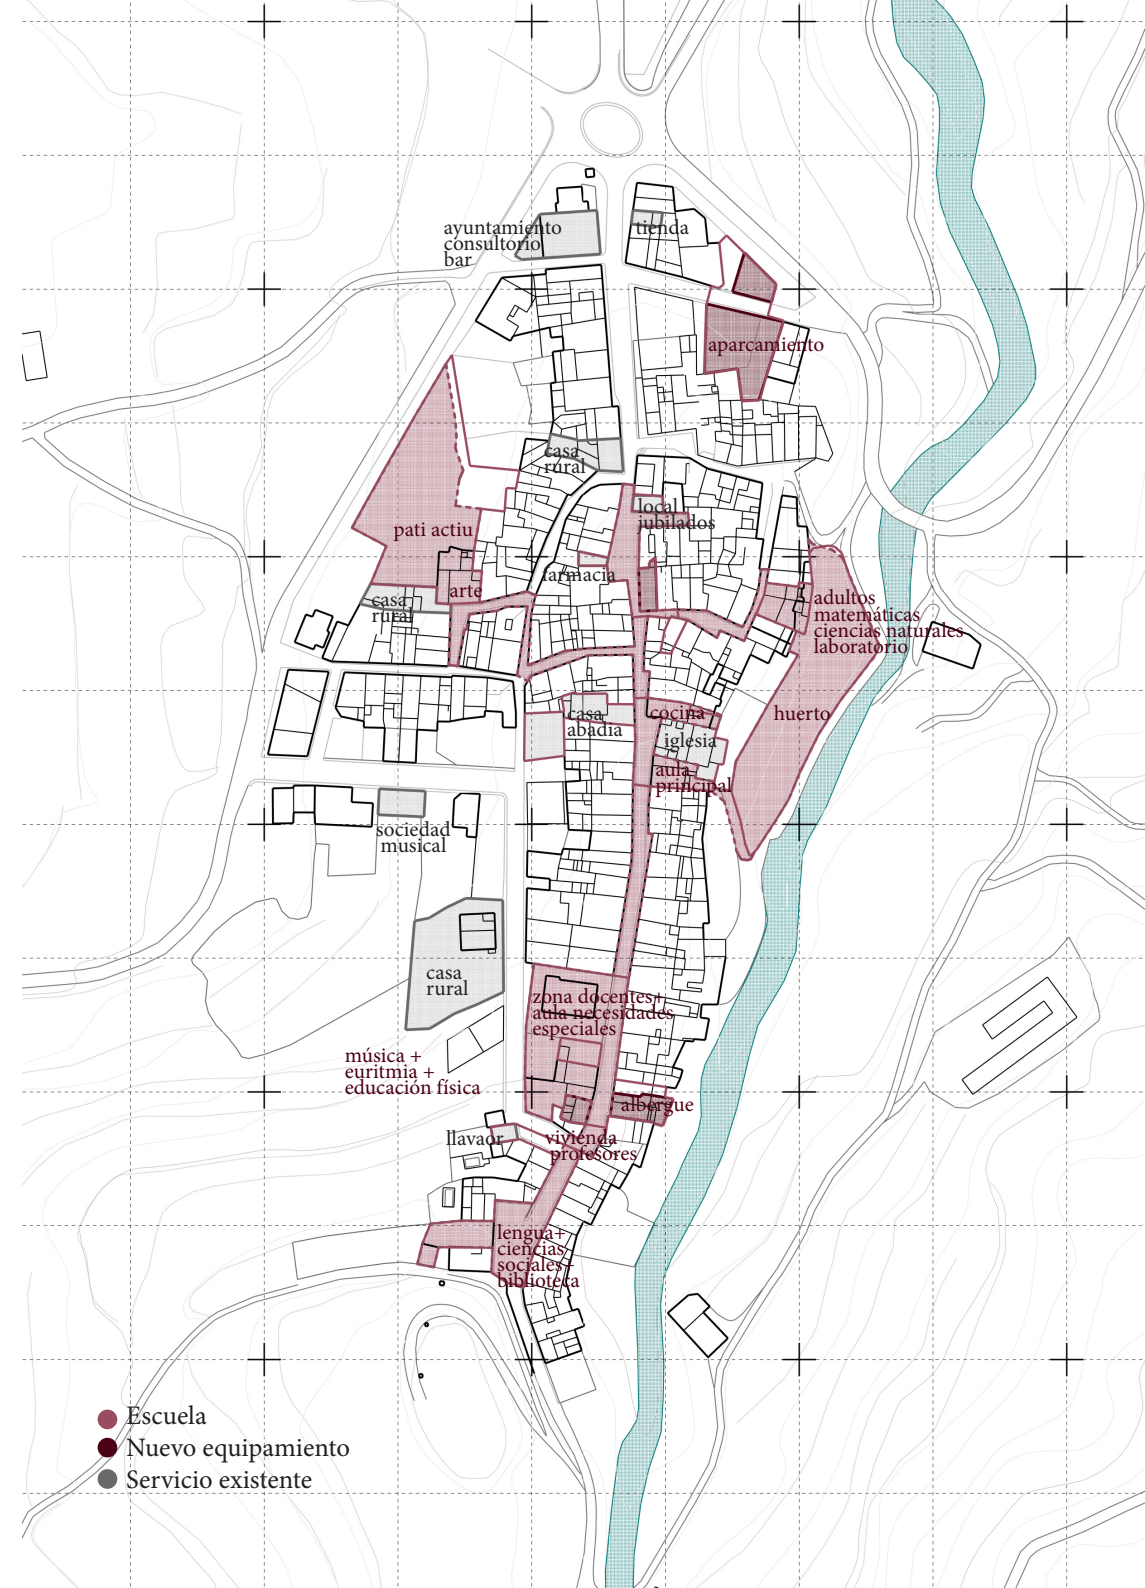 ayuntamiento
consultorio
bar
tienda
aparcamiento
casa
rural
local
jubilados
pati actiu
farmacia
arte
casa
rural
adultos
matemáticas
ciencias naturales
laboratorio
huerto
casa
abadia
cocina
iglesia
aula
principal
sociedad
musical
casa
rural
zona docentes+
aula necesidades
especiales
música +
euritmia +
educación física
albergue
llavaor
vivienda
profesores
lengua+
ciencias
sociales+
biblioteca
Escuela
Nuevo equipamiento
Servicio existente